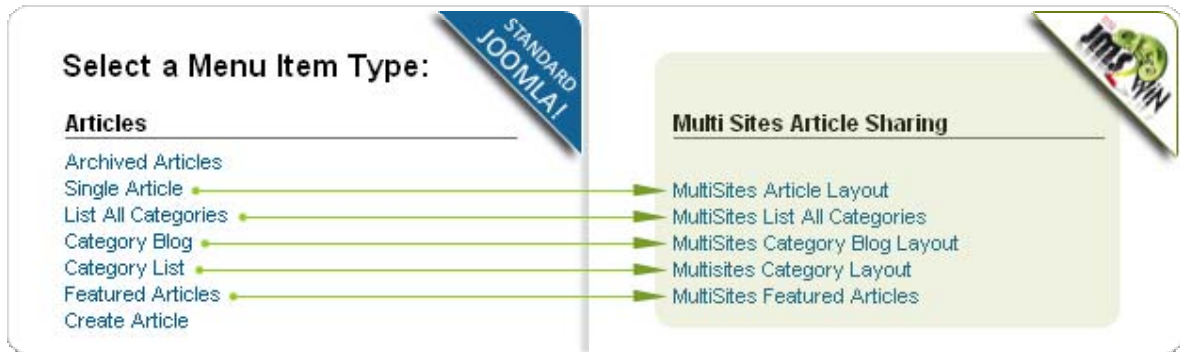 STANDARD
JOOMLA!
Select a Menu Item Type:
Articles
Archived Articles
Single Article
List All Categories
Category Blog
Category List
Featured Articles
Create Article
jms
WiN
Multi Sites Article Sharing
MultiSites Article Layout
MultiSites List All Categories
MultiSites Category Blog Layout
Multisites Category Layout
MultiSites Featured Articles